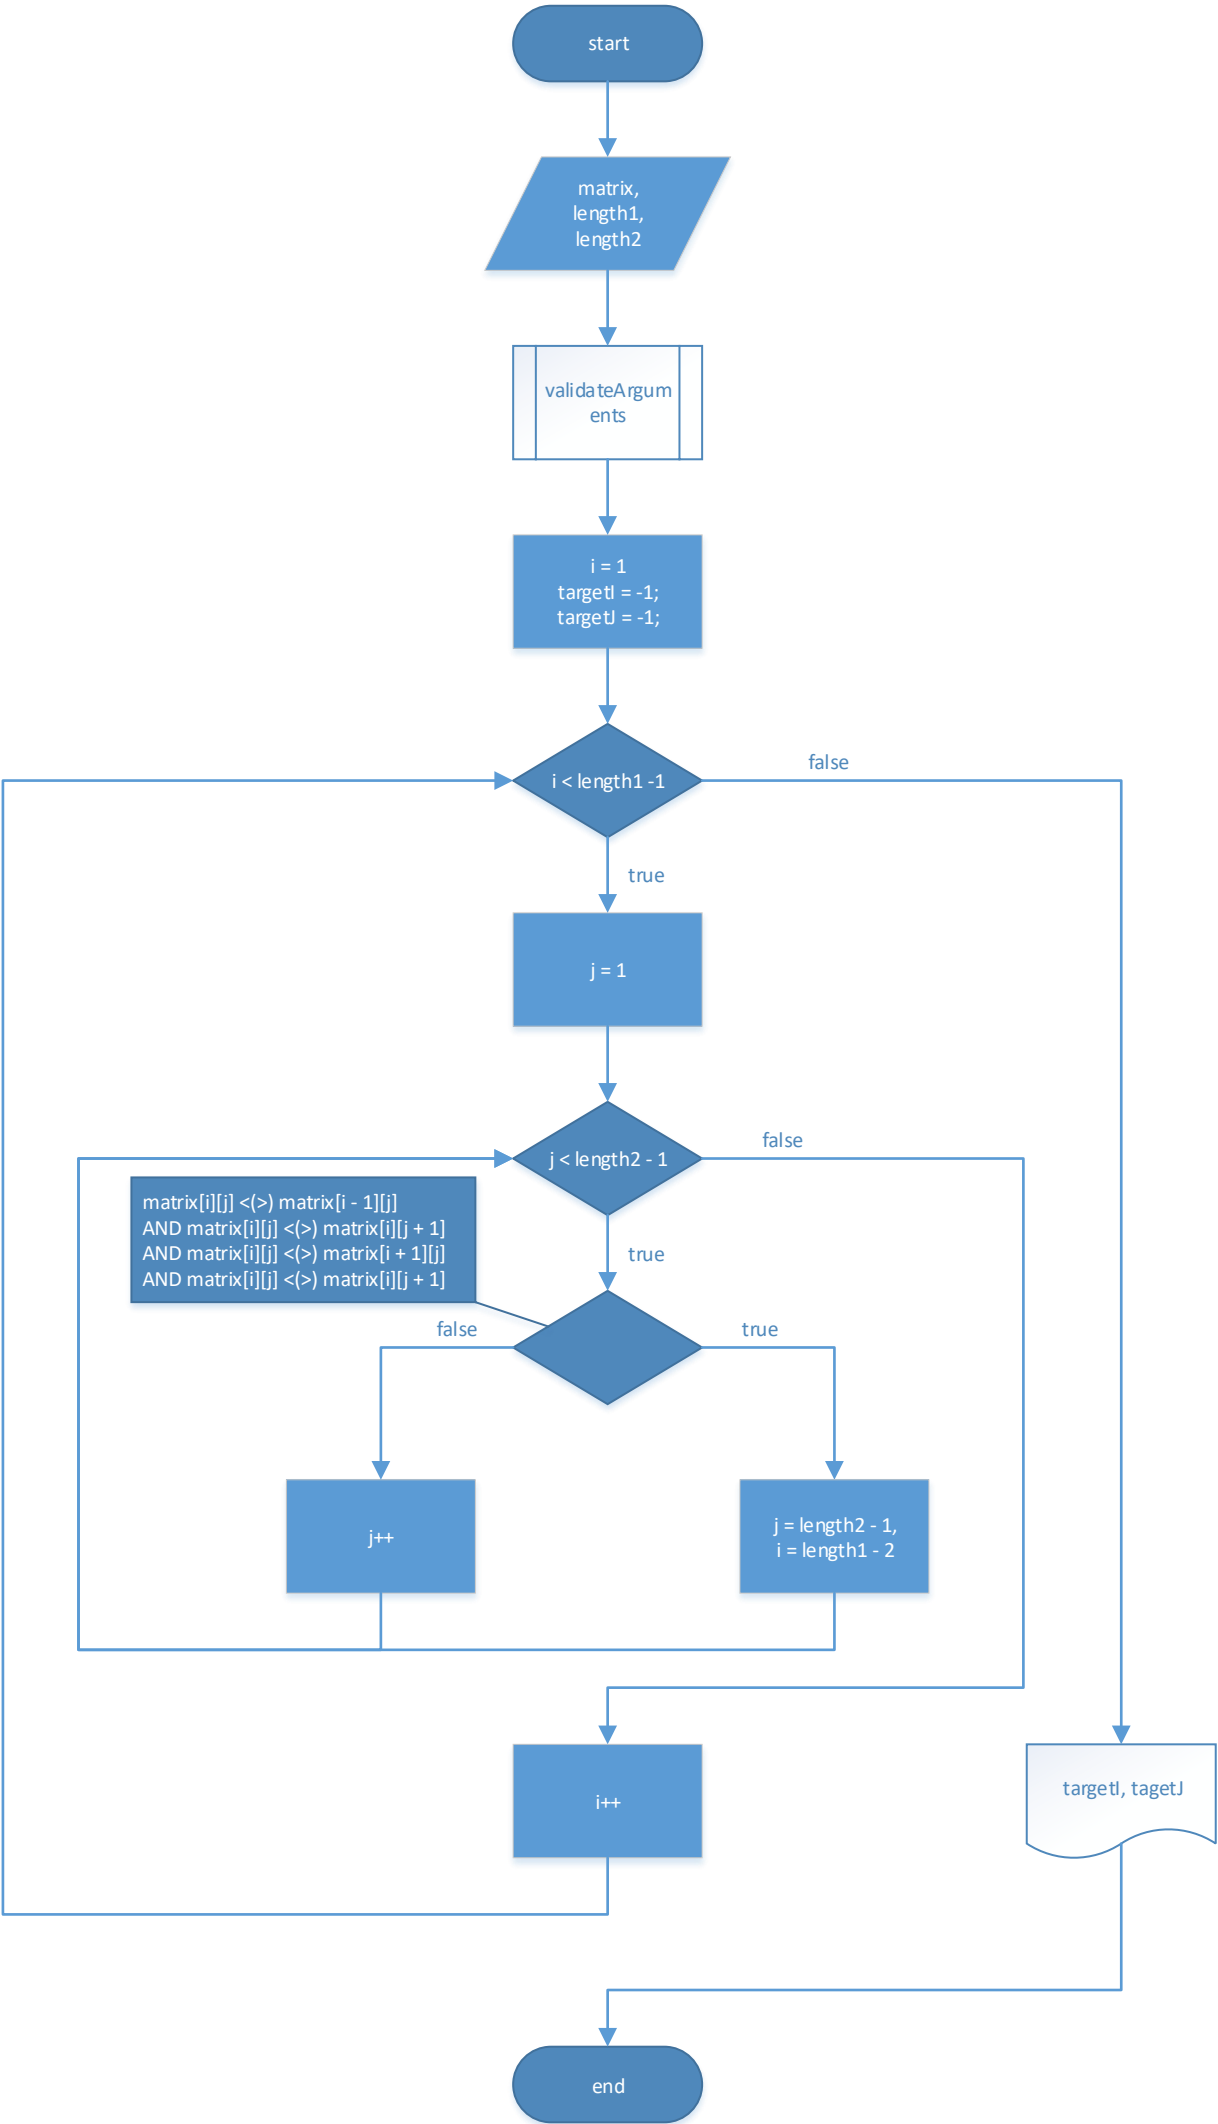 start
matrix,
length1,
length2
validateArgum
ents
i = 1
targetI = -1;
targetJ = -1;
i < length1 -1
false
true
j = 1
j < length2 - 1
false
matrix[i][j] <(>) matrix[i - 1][j]
AND matrix[i][j] <(>) matrix[i][j + 1]
AND matrix[i][j] <(>) matrix[i + 1][j]
AND matrix[i][j] <(>) matrix[i][j + 1]
true
false
true
j++
j = length2 - 1,
i = length1 - 2
i++
targetI, tagetJ
end